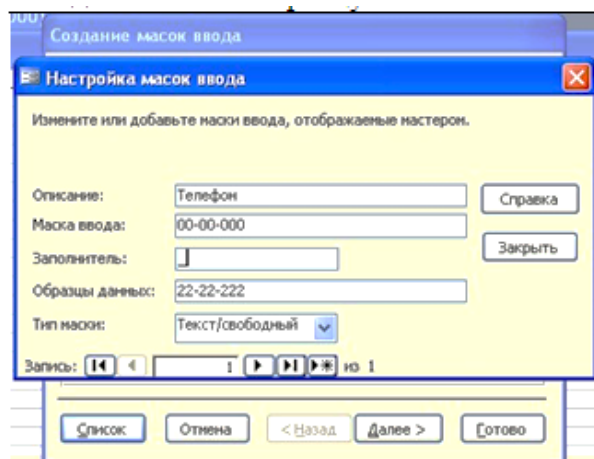 Создание масок ввода
Настройка масок ввода
Измените или добавьте маски ввода, отображаемые мастером.
Описание: Телефон
Справка
Маска ввода: 00-00-000
Заполнитель: _
Закрыть
Образцы данных: 22-22-222
Тип маски: Текст/свободный
Запись: 1 из 1
Список Отмена < Назад Далее > Готово